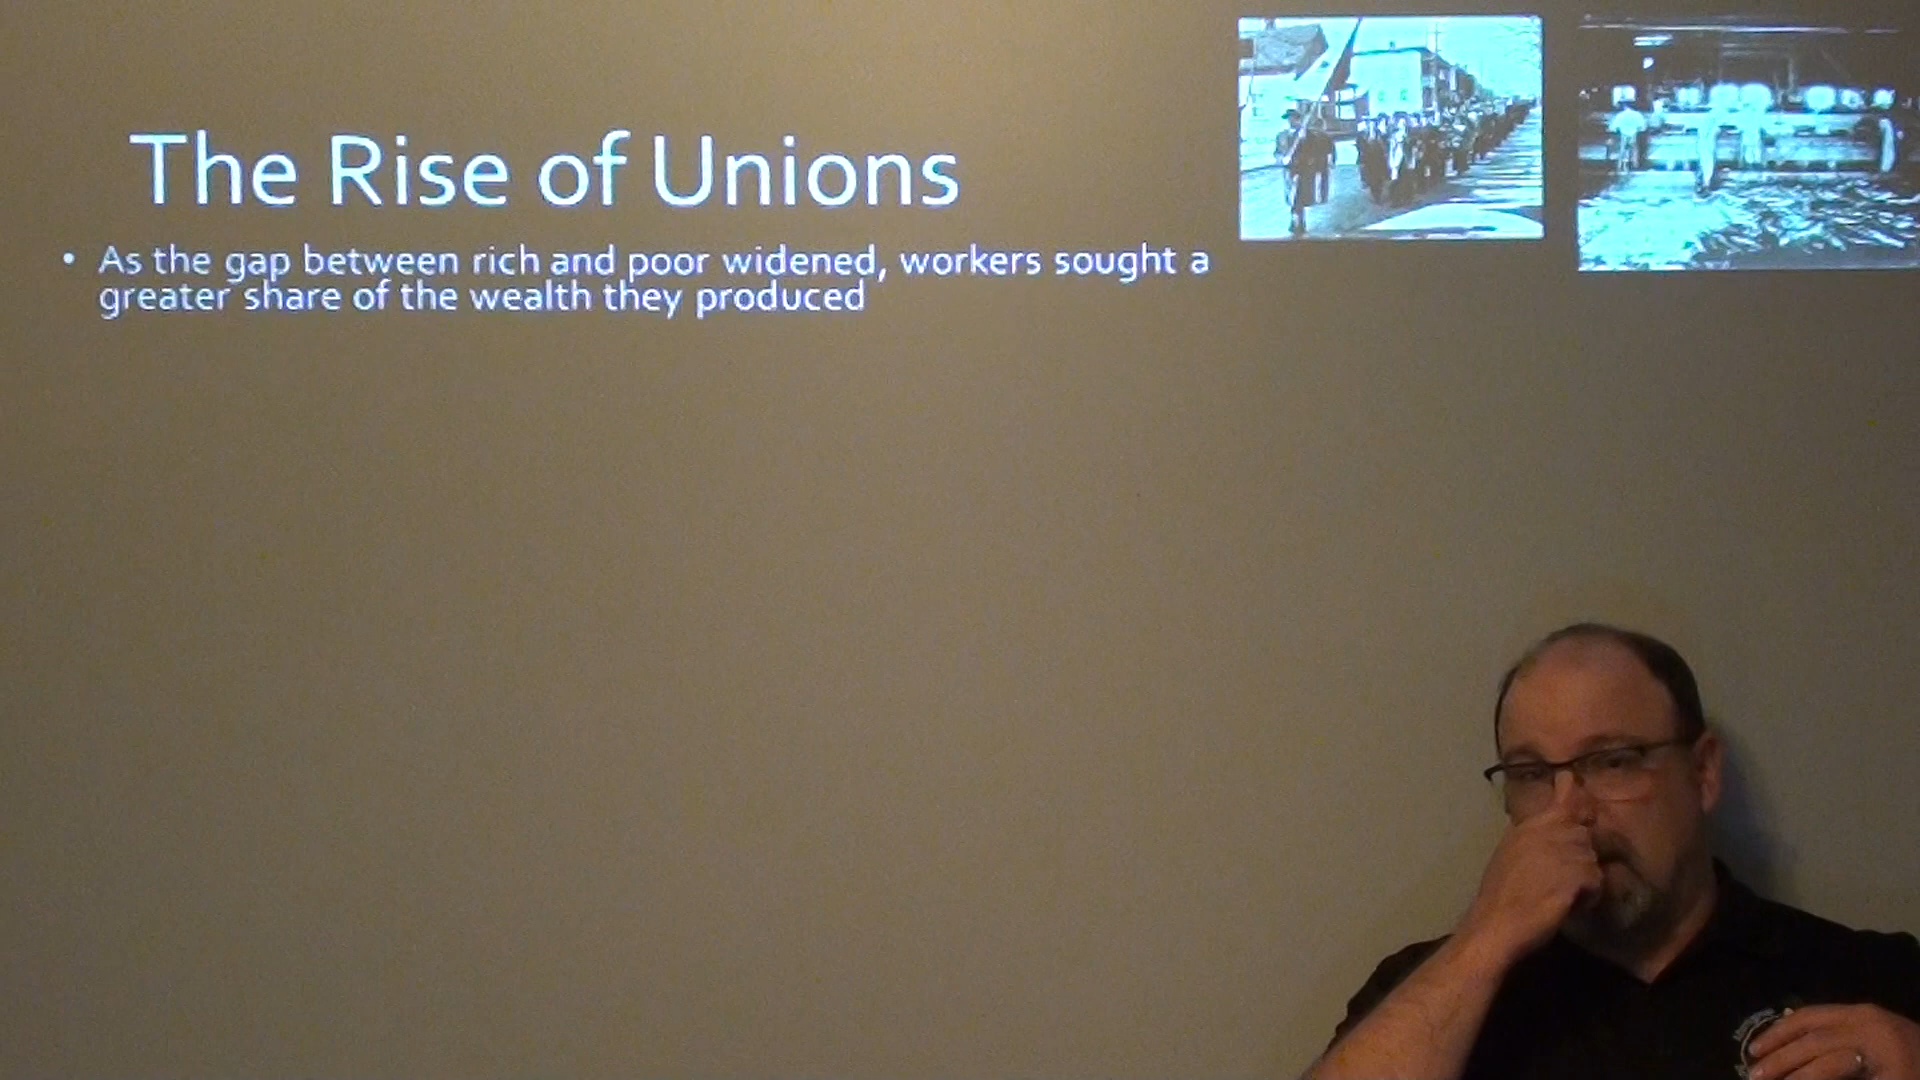 The Rise of Unions
• As the gap between rich and poor widened, workers sought a
greater share of the wealth they produced